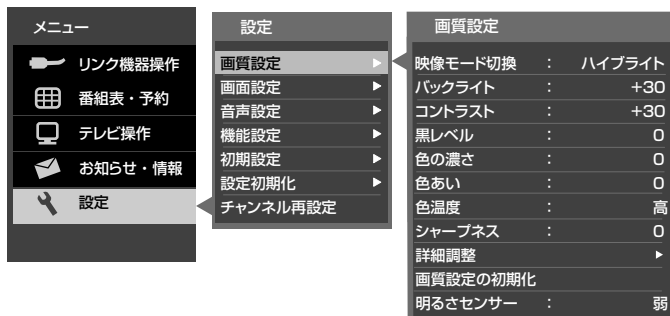 メニュー
リンク機器操作
番組表・予約
テレビ操作
お知らせ・情報
設定
設定
画質設定
画面設定
音声設定
機能設定
初期設定
設定初期化
チャンネル再設定
画質設定
映像モード切換 : ハイブライト
バックライト : +30
コントラスト : +30
黒レベル : 0
色の濃さ : 0
色あい : 0
色温度 : 高
シャープネス : 0
詳細調整
画質設定の初期化
明るさセンサー : 弱